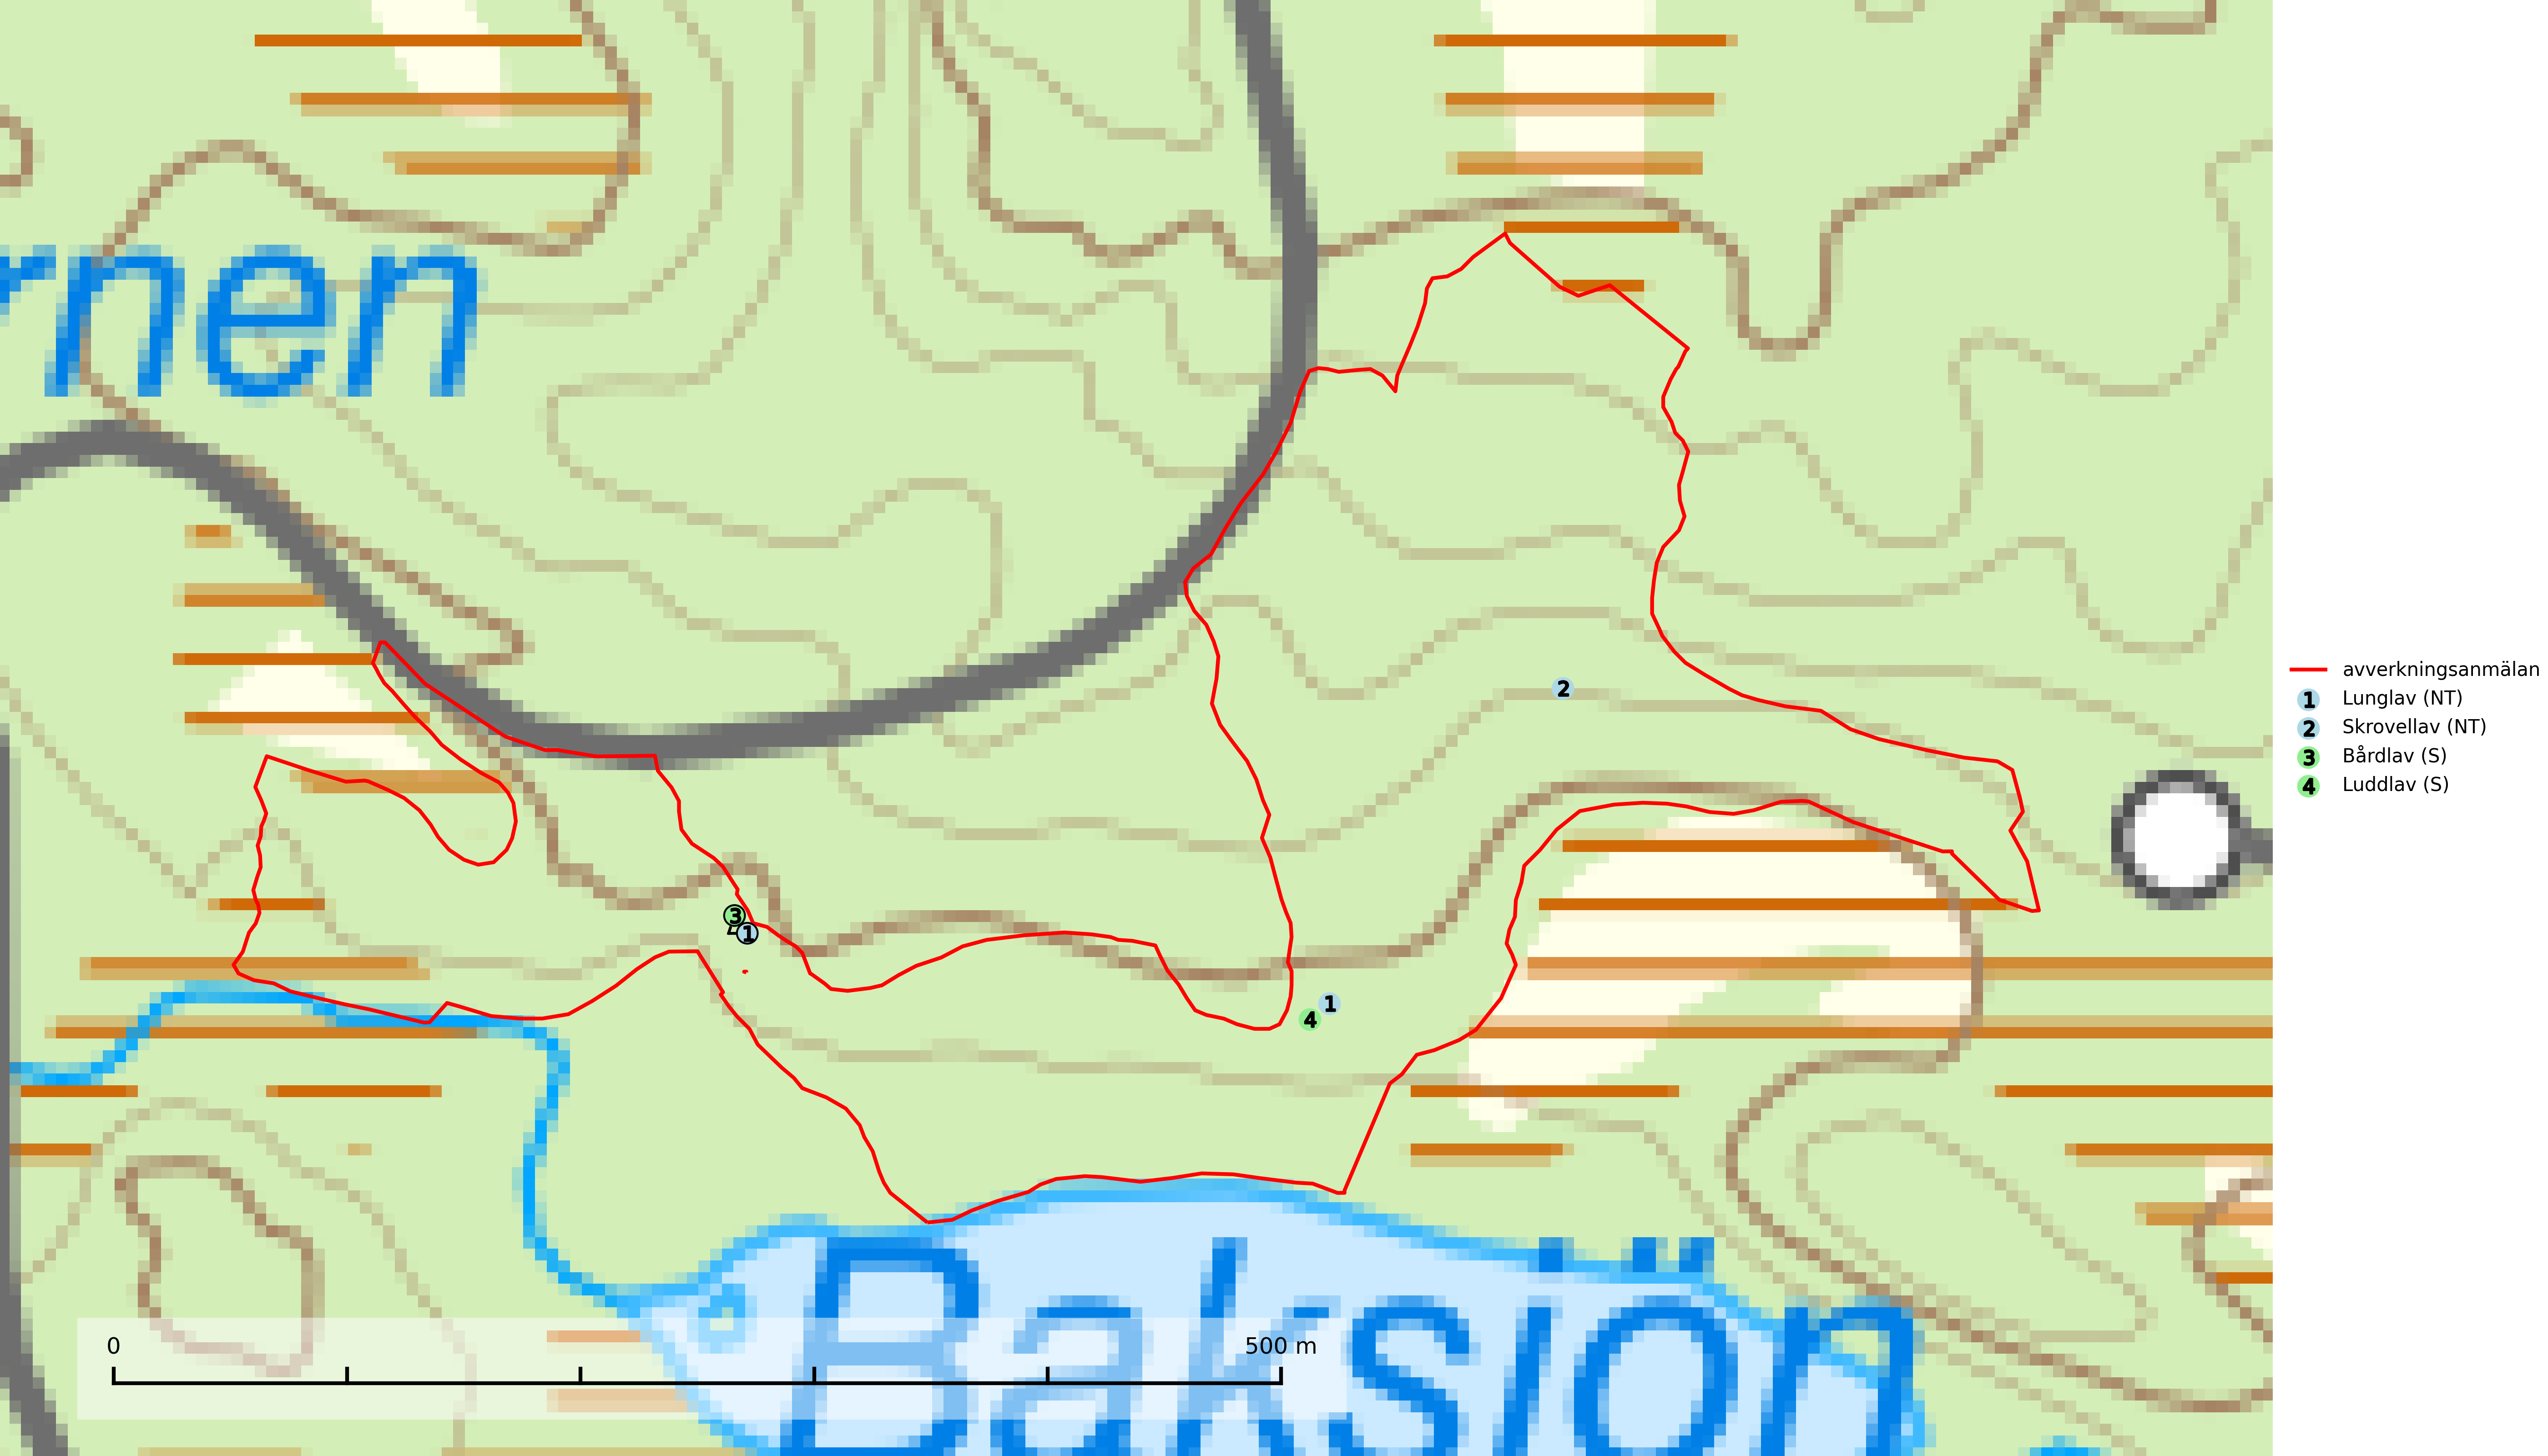 rnen
2
3
1
1
4
Baksjön
0 500 m
avverkningsanmälan
1 Lunglav (NT)
2 Skrovellav (NT)
3 Bårdlav (S)
4 Luddlav (S)